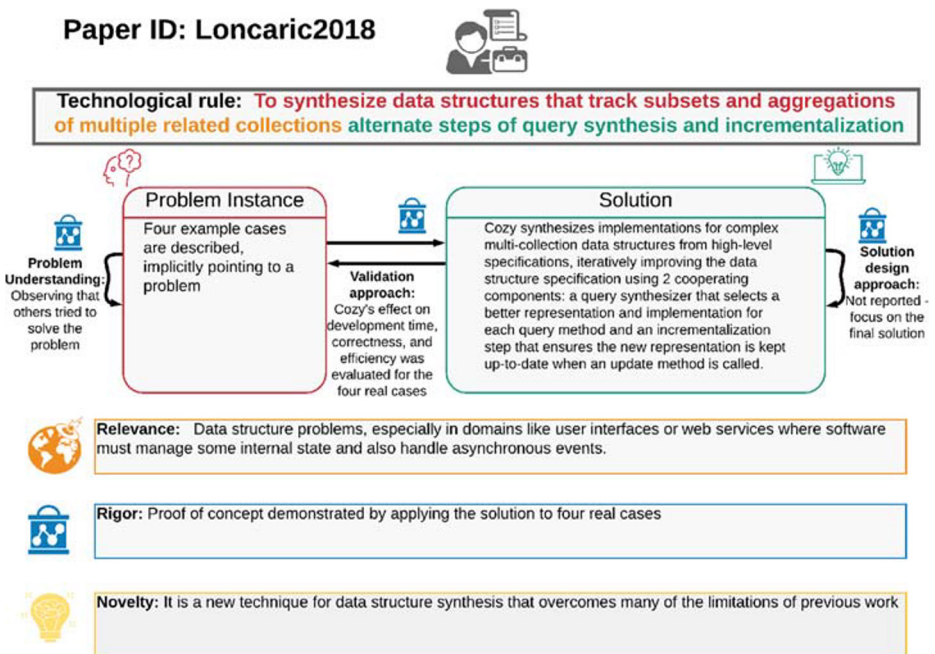 Paper ID: Loncaric2018
Technological rule: To synthesize data structures that track subsets and aggregations
of multiple related collections alternate steps of query synthesis and incrementalization
Problem
Understanding:
Observing that
others tried to
solve the
problem
Problem Instance
Four example cases
are described,
implicitly pointing to a
problem
Validation
approach:
Cozy's effect on
development time,
correctness, and
efficiency was
evaluated for the
four real cases
Solution
Cozy synthesizes implementations for complex
multi-collection data structures from high-level
specifications, iteratively improving the data
structure specification using 2 cooperating
components: a query synthesizer that selects a
better representation and implementation for
each query method and an incrementalization
step that ensures the new representation is kept
up-to-date when an update method is called.
Solution
design
approach:
Not reported -
focus on the
final solution
Relevance: Data structure problems, especially in domains like user interfaces or web services where software
must manage some internal state and also handle asynchronous events.
Rigor: Proof of concept demonstrated by applying the solution to four real cases
Novelty: It is a new technique for data structure synthesis that overcomes many of the limitations of previous work